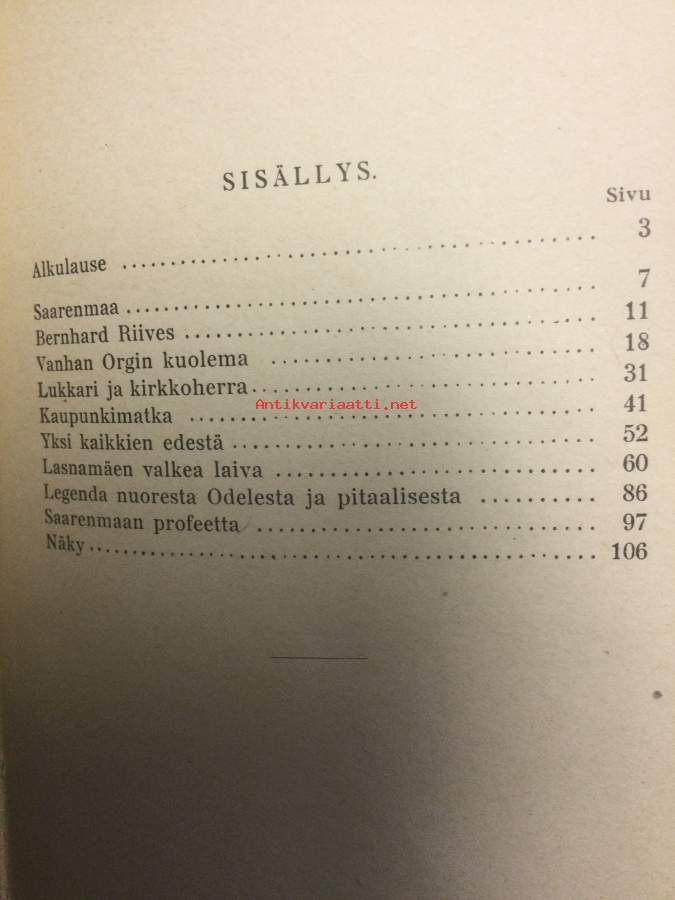 SISÄLLYS.
Sivu
Alkulause ........................................ 3
Saarenmaa ........................................ 7
Bernhard Riives ........................................ 11
Vanhan Orgin kuolema ........................................ 18
Lukkari ja kirkkoherra ........................................ 31
Antikvariaatti.net
Kaupunkimatka ........................................ 41
Yksi kaikkien edestä ........................................ 52
Lasnamäen valkea laiva ........................................ 60
Legenda nuoresta Odelesta ja pitaalisesta .......... 86
Saarenmaan profeetta ........................................ 97
Näky ........................................ 106